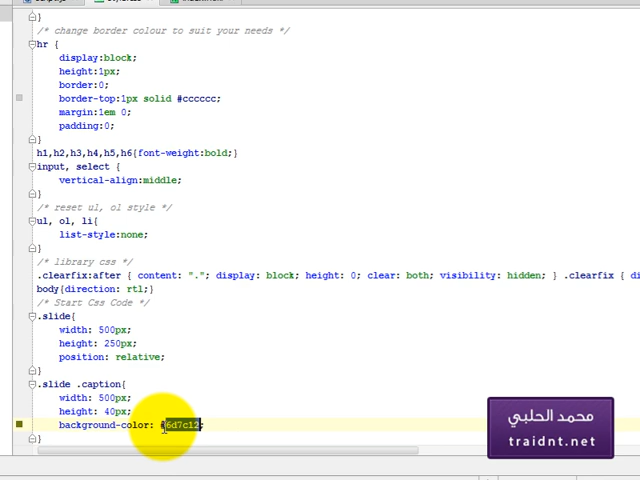 }
/* change border colour to suit your needs */
hr {
display:block;
height:1px;
border:0;
border-top:1px solid #cccccc;
margin:1em 0;
padding:0;
}
h1,h2,h3,h4,h5,h6{font-weight:bold;}
input, select {
vertical-align:middle;
}
/* reset ul, ol style */
ul, ol, li{
list-style:none;
}
/* library css */
.clearfix:after { content: "."; display: block; height: 0; clear: both; visibility: hidden; } .clearfix { di
body{direction: rtl;}
/* Start Css Code */
.slide{
width: 500px;
height: 250px;
position: relative;
}
.slide .caption{
width: 500px;
height: 40px;
background-color: #6d7c12;
}
محمد الحلبي
traidnt.net